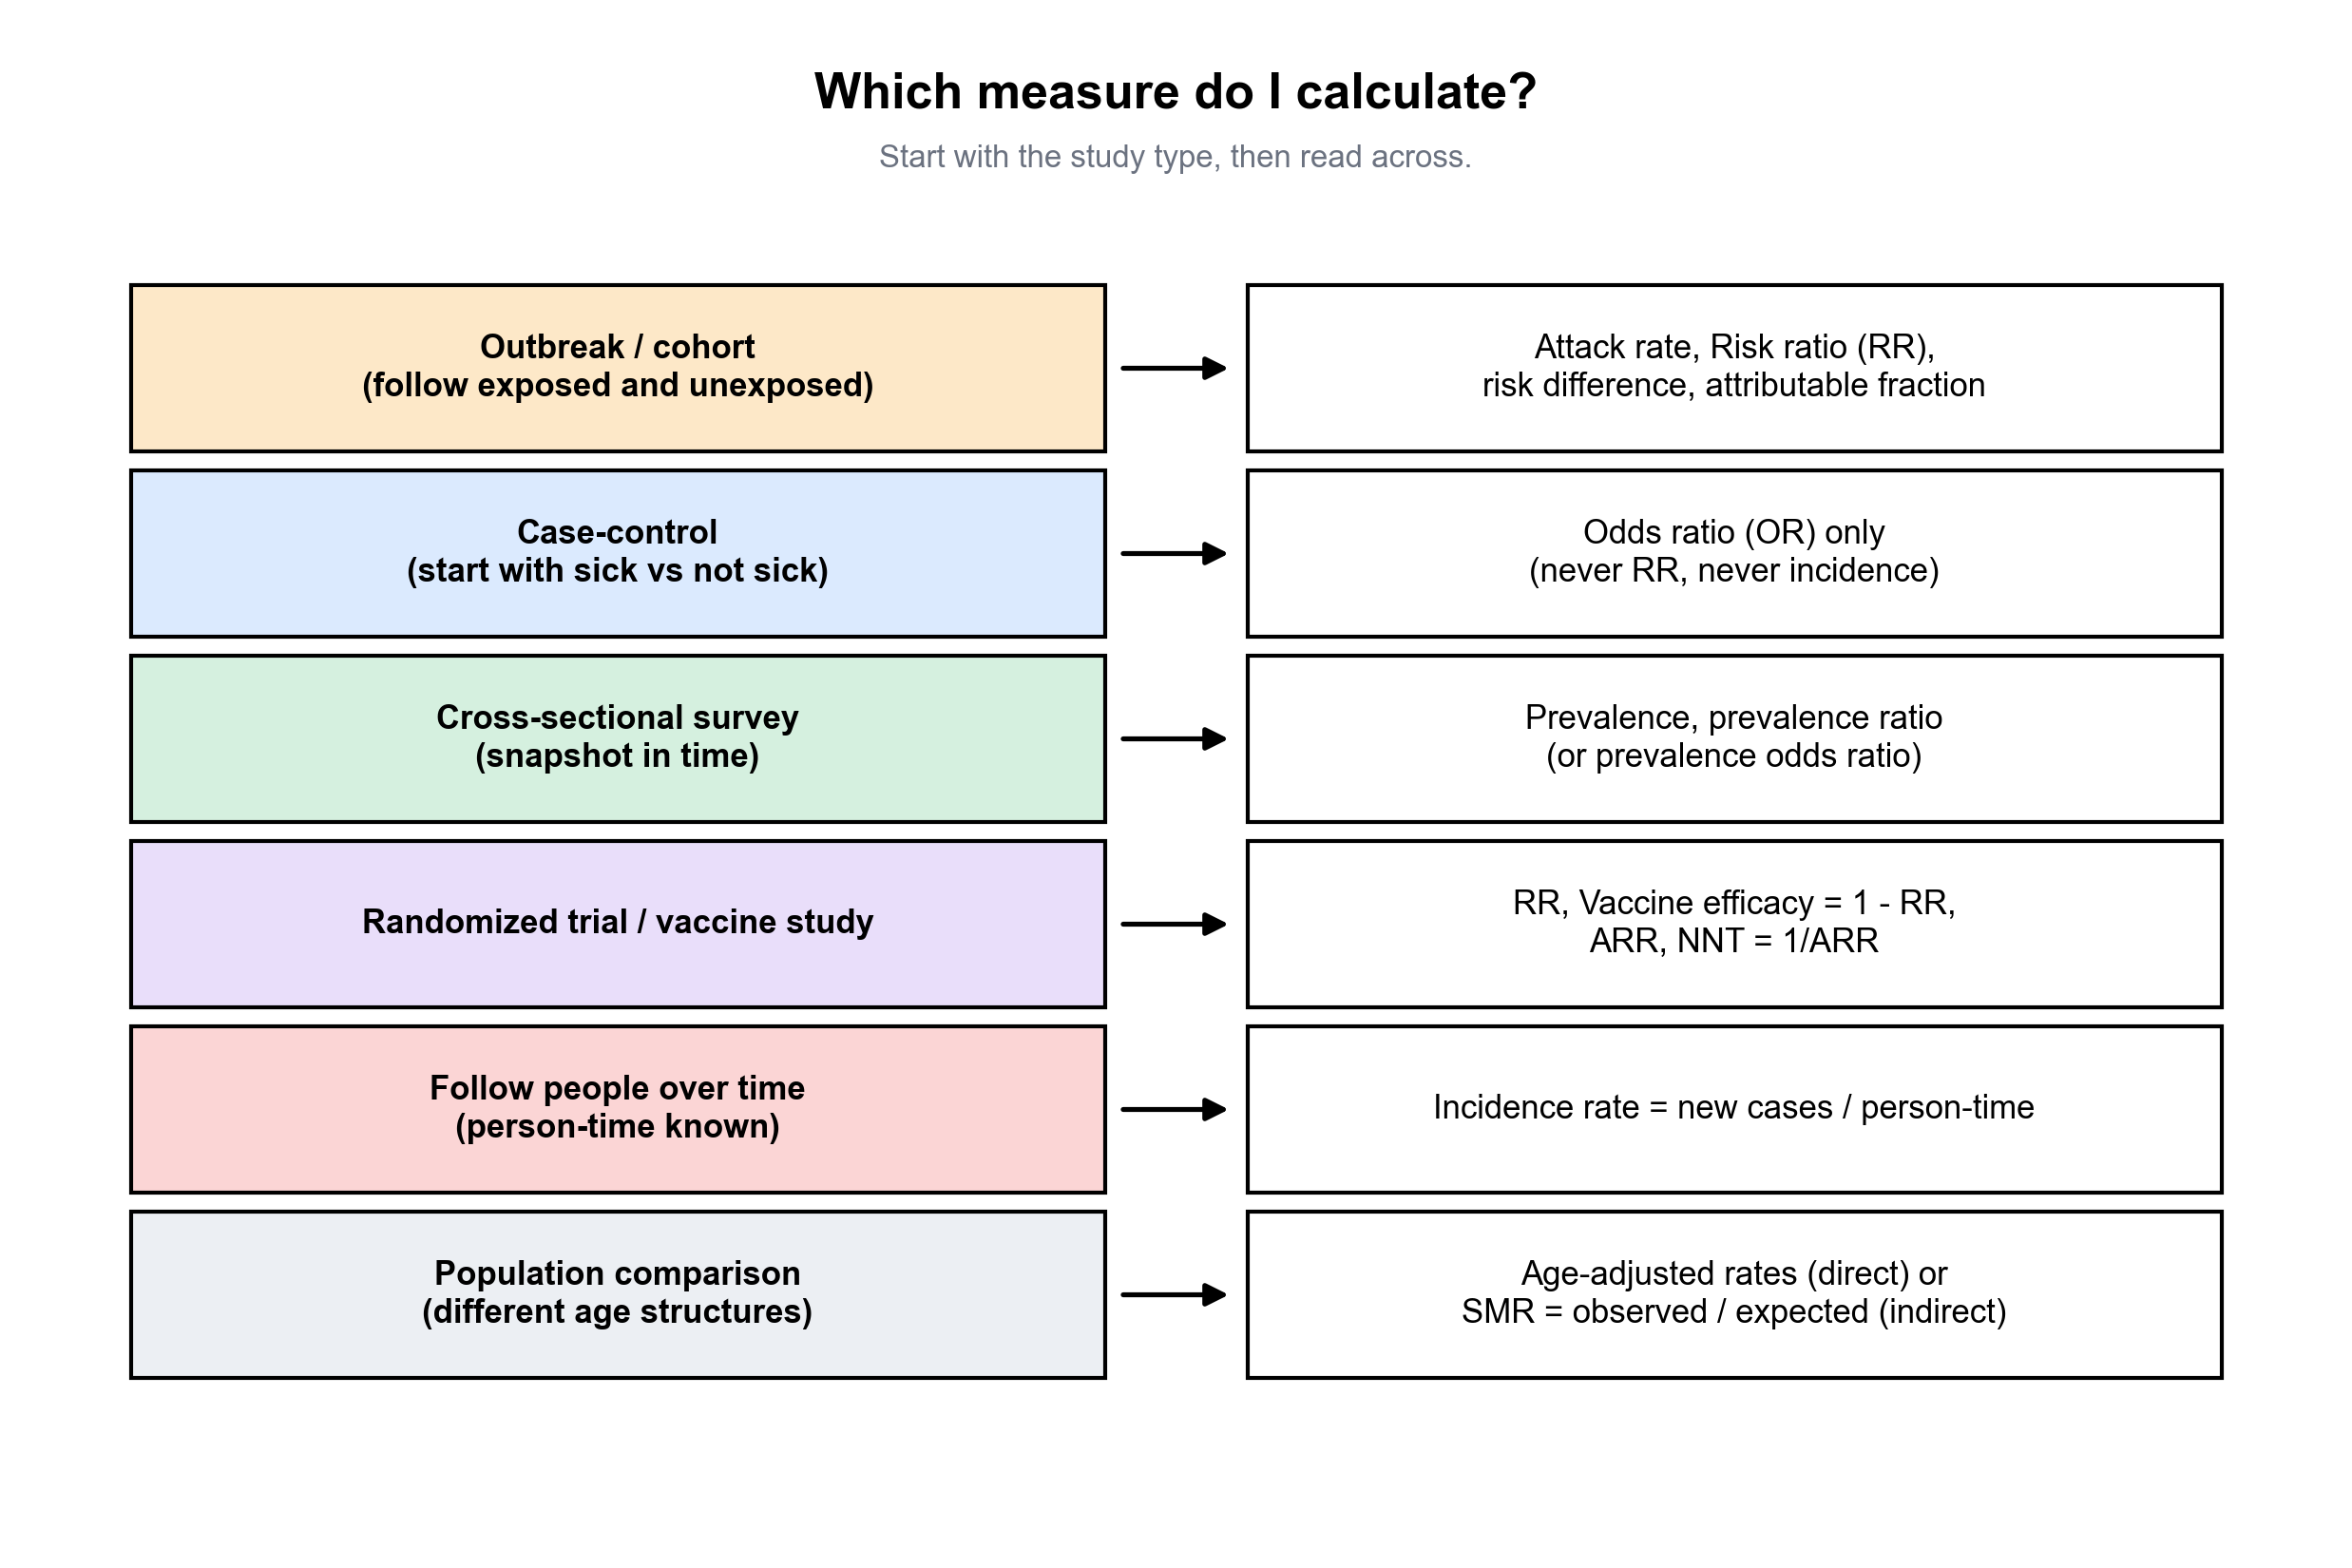 Which measure do I calculate?
Start with the study type, then read across.
Outbreak / cohort
(follow exposed and unexposed)
Attack rate, Risk ratio (RR),
risk difference, attributable fraction
Case-control
(start with sick vs not sick)
Odds ratio (OR) only
(never RR, never incidence)
Cross-sectional survey
(snapshot in time)
Prevalence, prevalence ratio
(or prevalence odds ratio)
Randomized trial / vaccine study
RR, Vaccine efficacy = 1 - RR,
ARR, NNT = 1/ARR
Follow people over time
(person-time known)
Incidence rate = new cases / person-time
Population comparison
(different age structures)
Age-adjusted rates (direct) or
SMR = observed / expected (indirect)